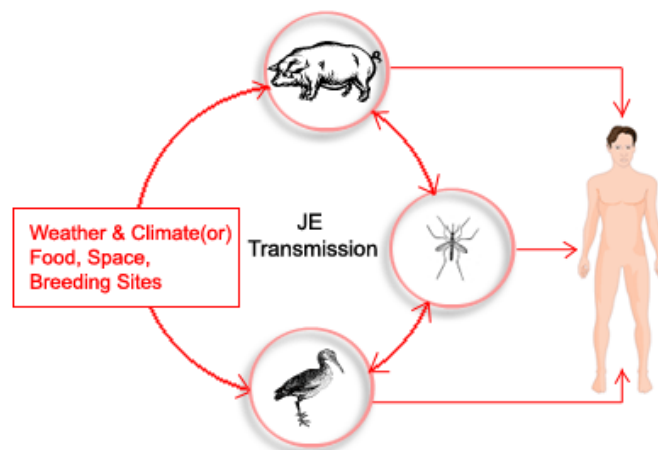 JE
Transmission
Weather & Climate(or)
Food, Space,
Breeding Sites